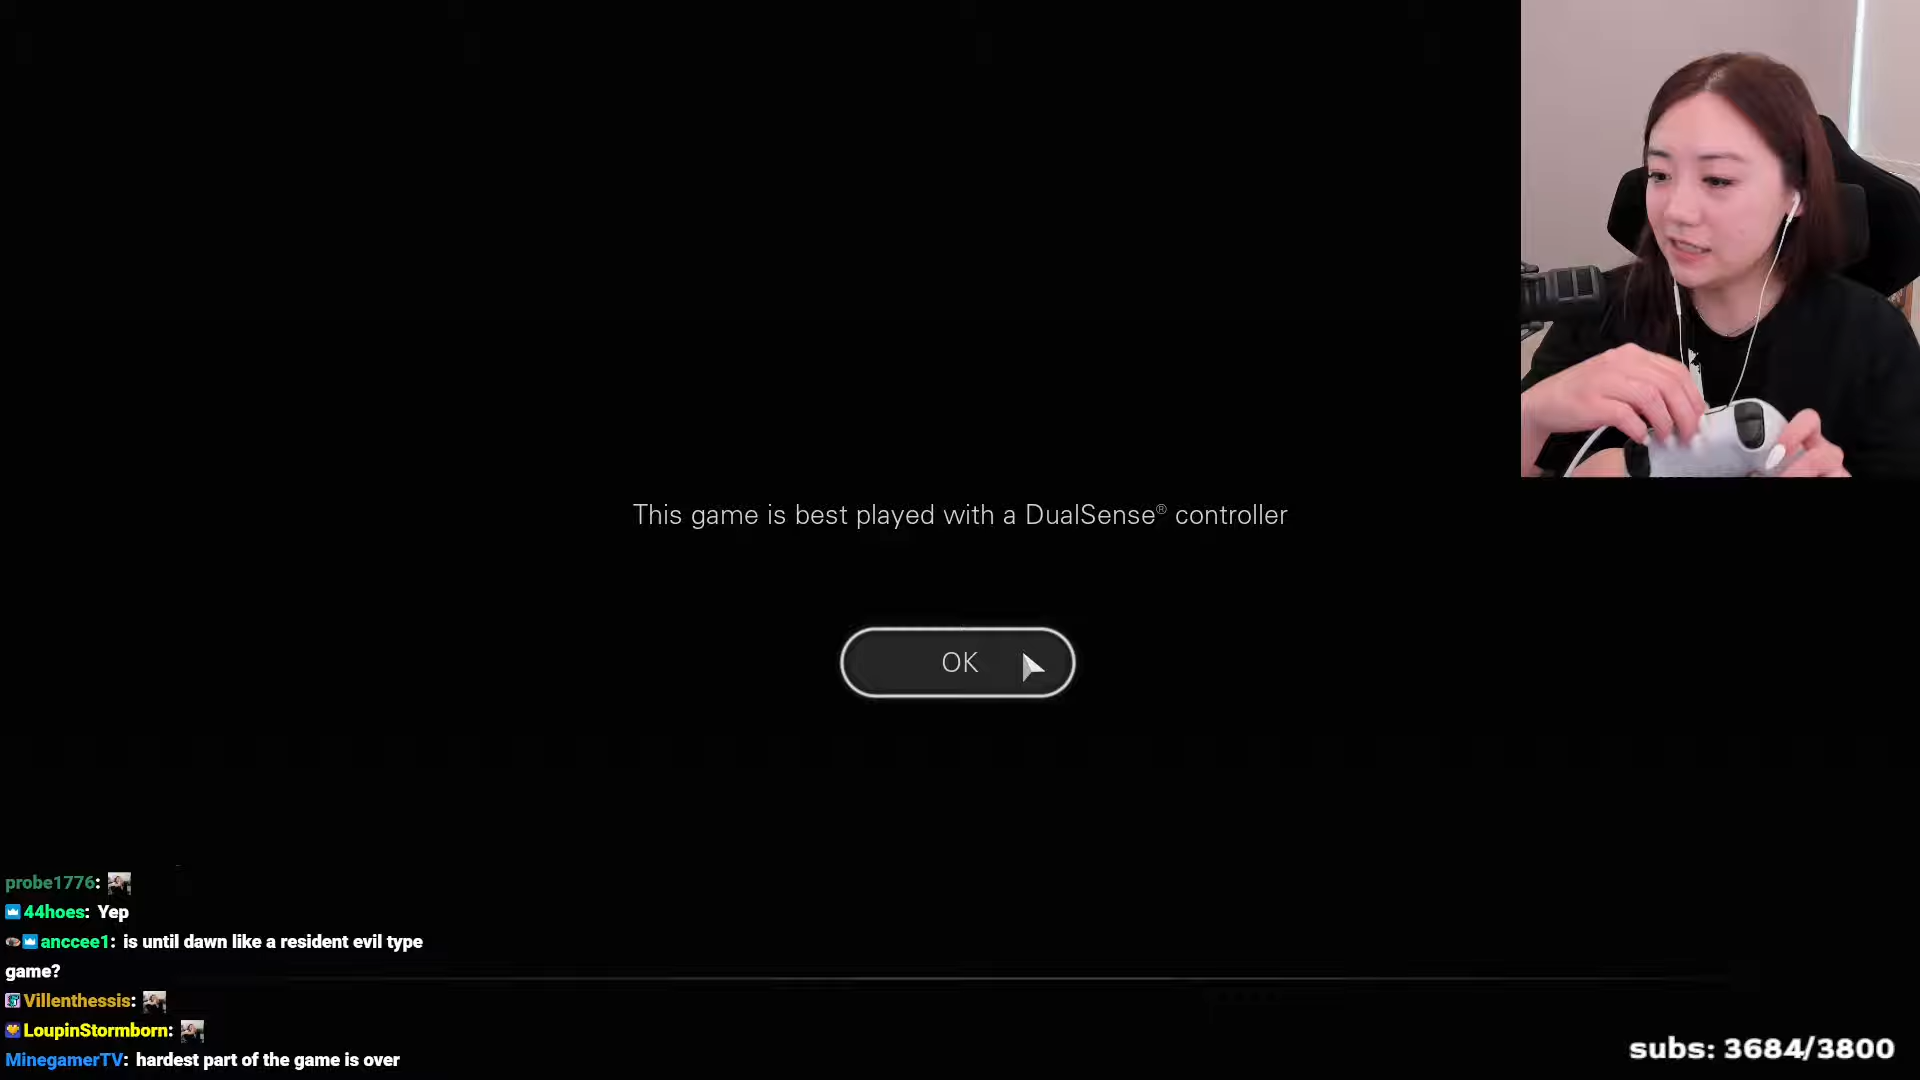 This game is best played with a DualSense® controller
OK
probe1776:
44hoes: Yep
anccee1: is until dawn like a resident evil type
game?
Villenthessis:
LoupinStormborn:
MinegamerTV: hardest part of the game is over
subs: 3684/3800